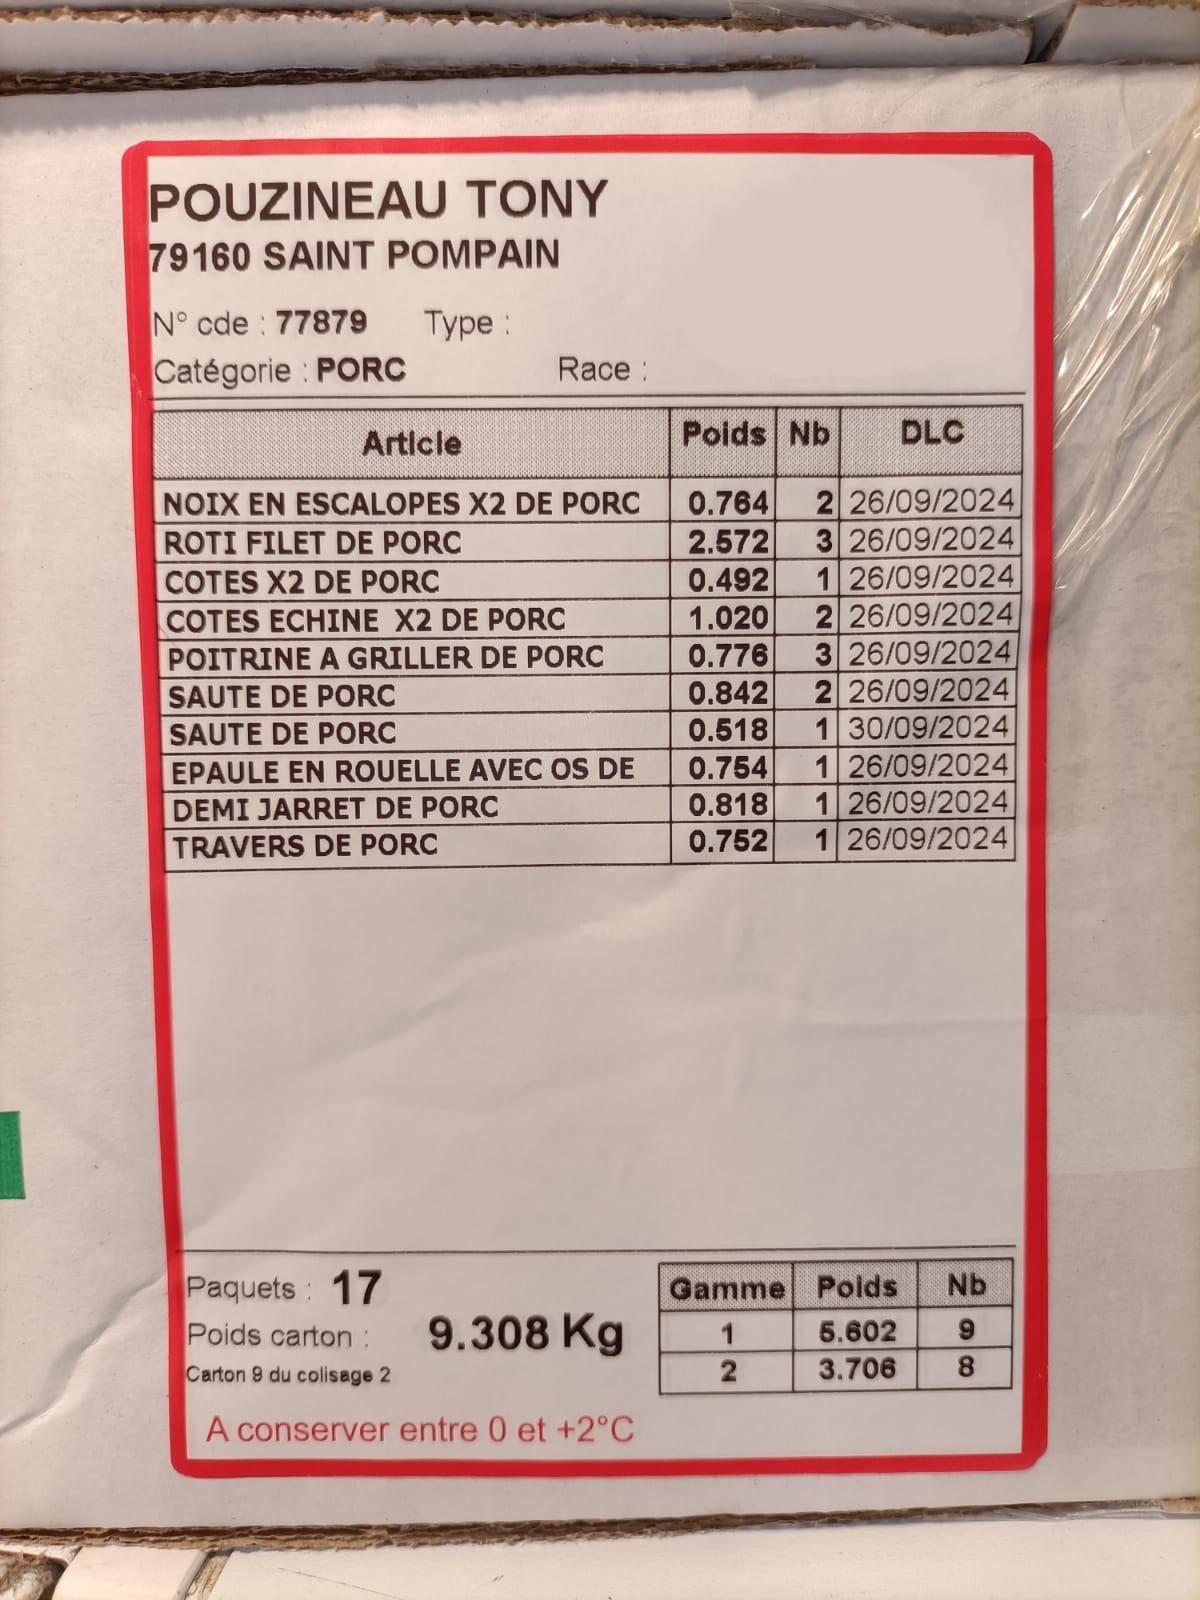 POUZINEAU TONY
79160 SAINT POMPAIN
N° cde : 77879 Type :
Catégorie : PORC Race :
Article Poids Nb DLC
NOIX EN ESCALOPES X2 DE PORC 0.764 2 26/09/2024
ROTI FILET DE PORC 2.572 3 26/09/2024
COTES X2 DE PORC 0.492 1 26/09/2024
COTES ECHINE X2 DE PORC 1.020 2 26/09/2024
POITRINE A GRILLER DE PORC 0.776 3 26/09/2024
SAUTE DE PORC 0.842 2 26/09/2024
SAUTE DE PORC 0.518 1 30/09/2024
EPAULE EN ROUELLE AVEC OS DE 0.754 1 26/09/2024
DEMI JARRET DE PORC 0.818 1 26/09/2024
TRAVERS DE PORC 0.752 1 26/09/2024
Paquets : 17
Poids carton : 9.308 Kg
Carton 9 du colisage 2
Gamme Poids Nb
1 5.602 9
2 3.706 8
A conserver entre 0 et +2°C